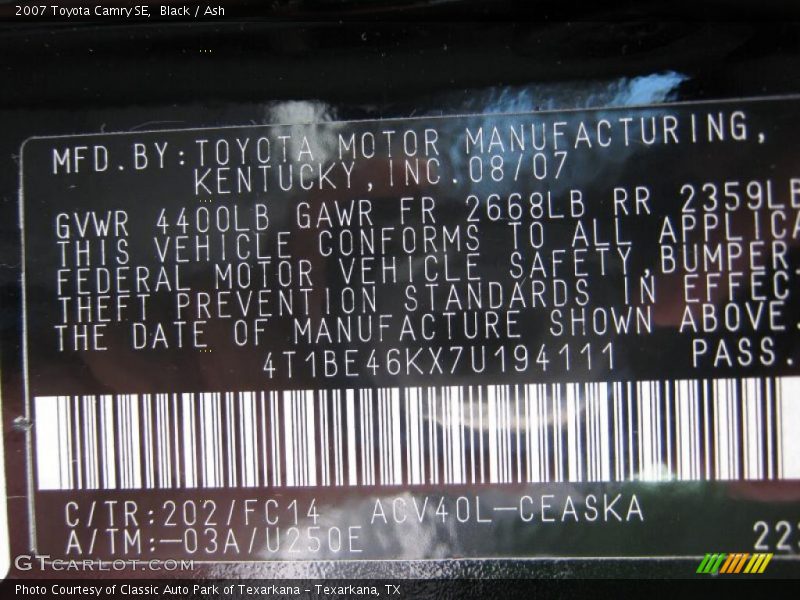 2007 Toyota Camry SE, Black / Ash
MFD.BY:TOYOTA MOTOR MANUFACTURING,
KENTUCKY,INC.08/07
GVWR 4400LB GAWR FR 2668LB RR 2359LB
THIS VEHICLE CONFORMS TO ALL APPLICA
FEDERAL MOTOR VEHICLE SAFETY,BUMPER,
THEFT PREVENTION STANDARDS IN EFFEC
THE DATE OF MANUFACTURE SHOWN ABOVE.
4T1BE46KX7U194111 PASS.
C/TR:202/FC14 ACV40L-CEASKA
A/TM:-03A/U250E 223
GTcarlot.com
Photo Courtesy of Classic Auto Park of Texarkana - Texarkana, TX